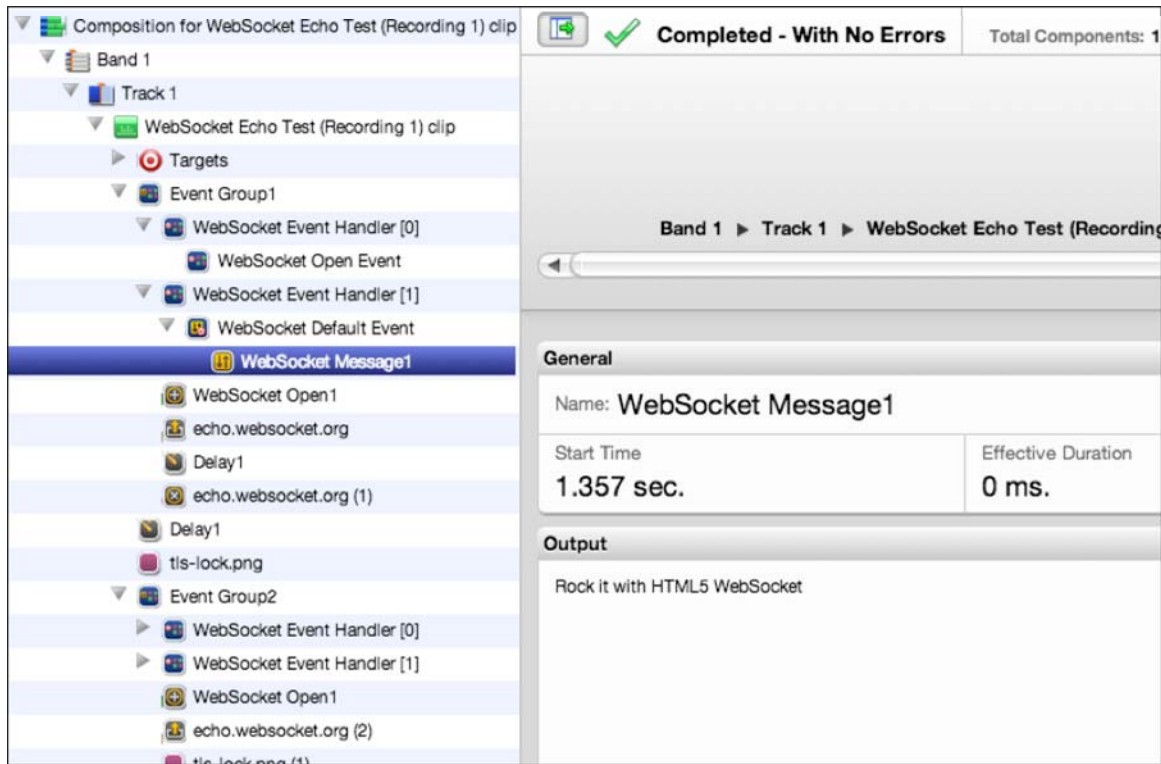 Composition for WebSocket Echo Test (Recording 1) clip
Band 1
Track 1
WebSocket Echo Test (Recording 1) clip
Targets
Event Group1
WebSocket Event Handler [0]
WebSocket Open Event
WebSocket Event Handler [1]
WebSocket Default Event
WebSocket Message1
WebSocket Open1
echo.websocket.org
Delay1
echo.websocket.org (1)
Delay1
tls-lock.png
Event Group2
WebSocket Event Handler [0]
WebSocket Event Handler [1]
WebSocket Open1
echo.websocket.org (2)
tls-lock.png (1)
Completed - With No Errors
Total Components: 1
Band 1 ▶ Track 1 ▶ WebSocket Echo Test (Recording
General
Name: WebSocket Message1
Start Time
1.357 sec.
Effective Duration
0 ms.
Output
Rock it with HTML5 WebSocket